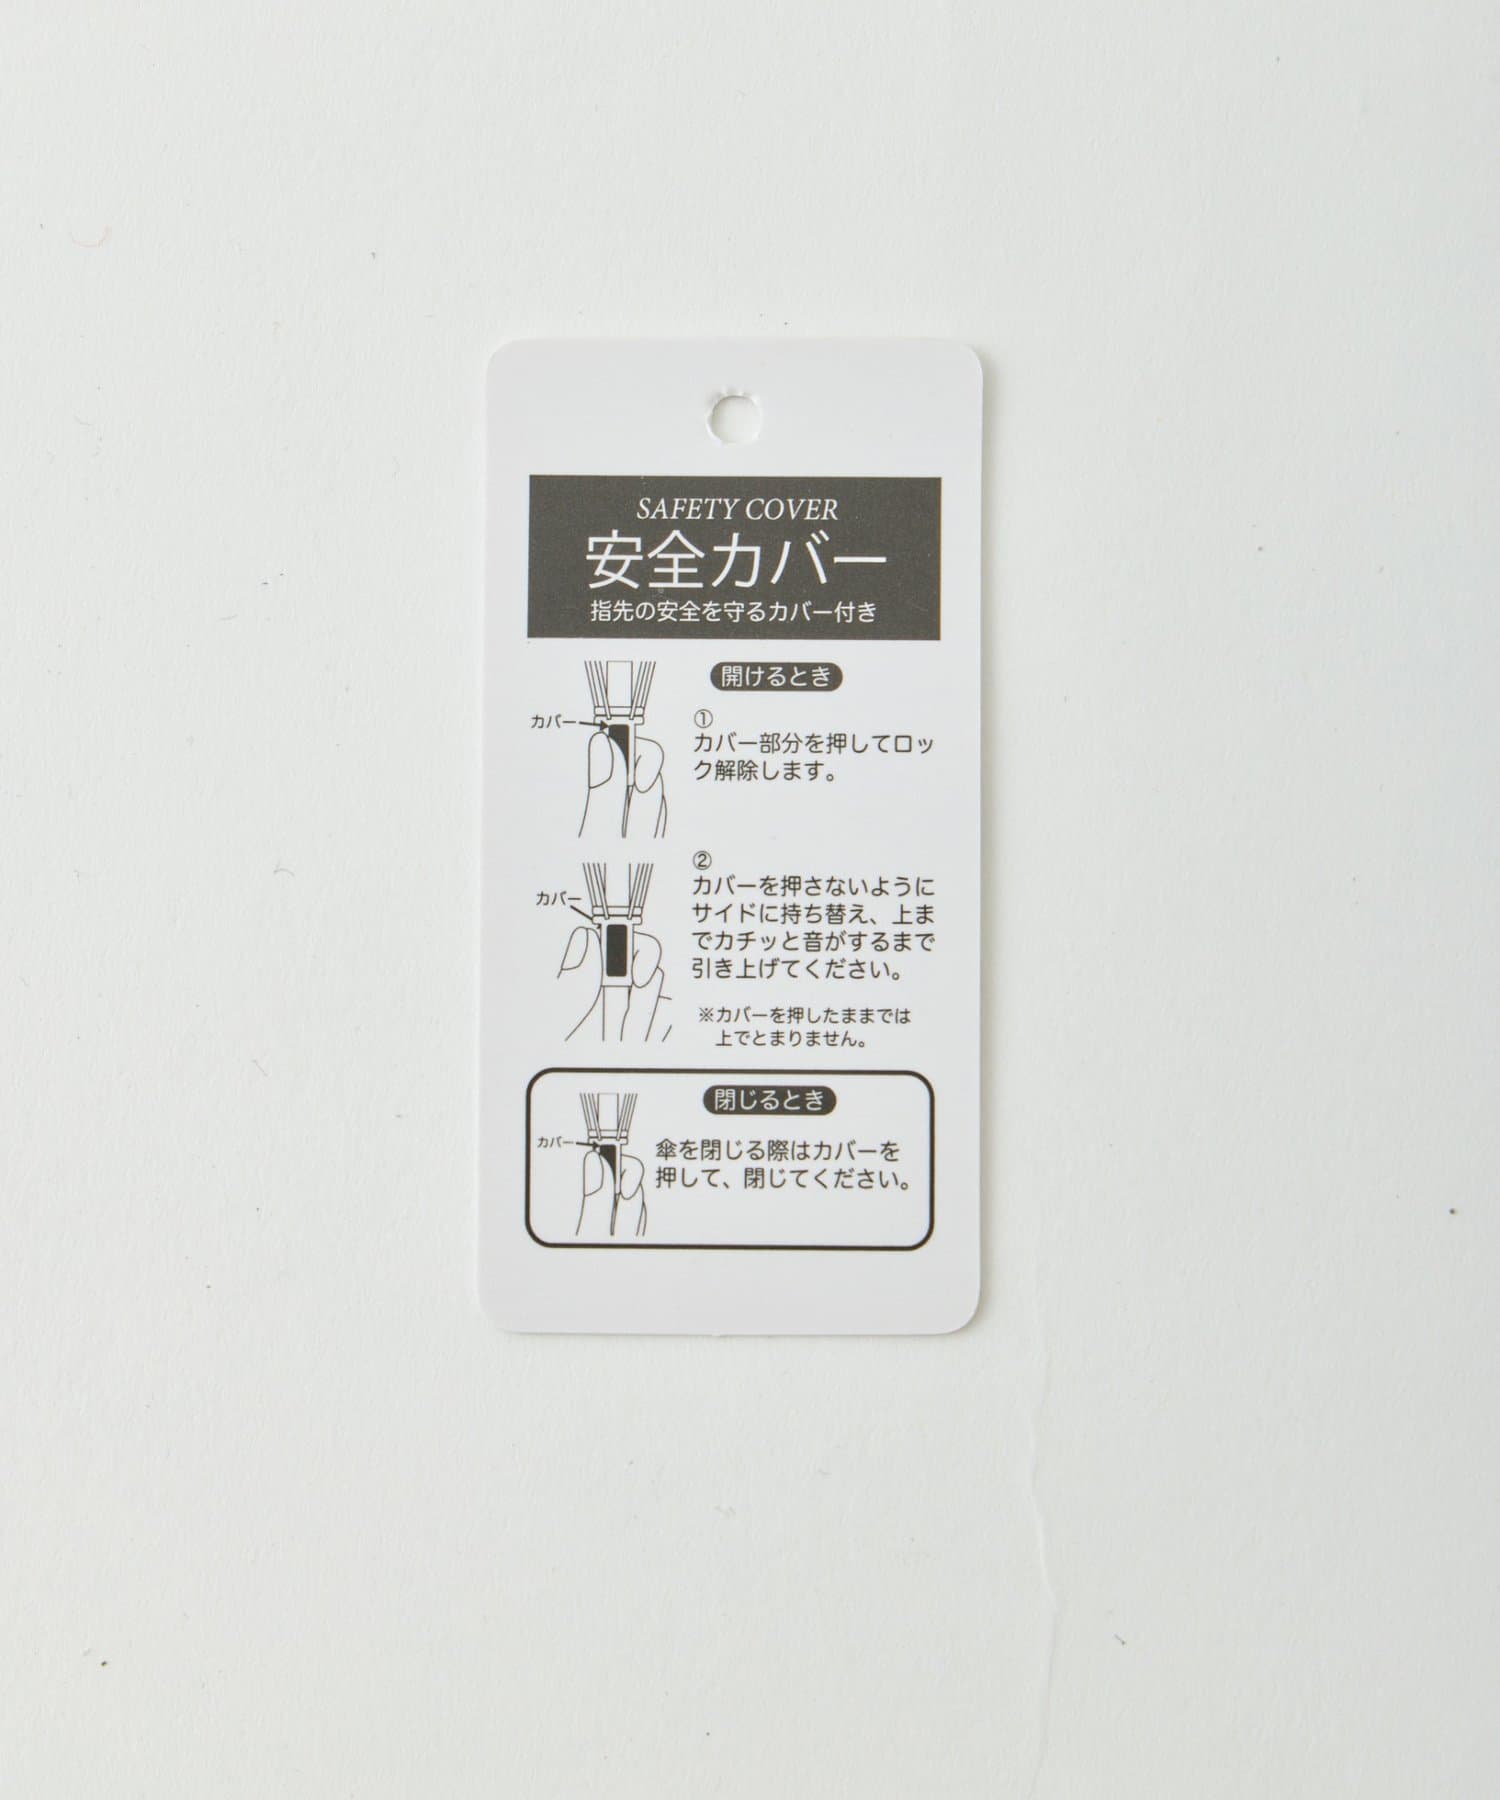 SAFETY COVER
安全カバー
指先の安全を守るカバー付き
開けるとき
カバー
①
カバー部分を押してロッ
ク解除します。
カバー
②
カバーを押さないように
サイドに持ち替え、上ま
でカチッと音がするまで
引き上げてください。
※カバーを押したままでは
上でとまりません。
閉じるとき
カバー
傘を閉じる際はカバーを
押して、閉じてください。